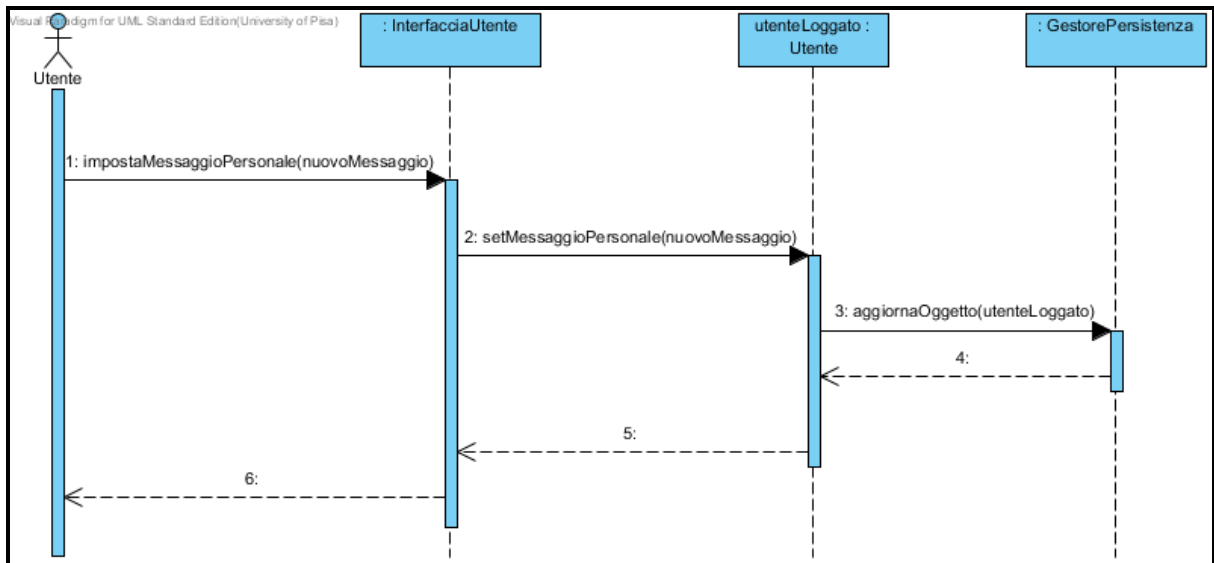 Visual Paradigm for UML Standard Edition(University of Pisa)
: InterfacciaUtente
utenteLoggato :
Utente
: GestorePersistenza
Utente
1: impostaMessaggioPersonale(nuovoMessaggio)
2: setMessaggioPersonale(nuovoMessaggio)
3: aggiornaOggetto(utenteLoggato)
4:
5:
6: